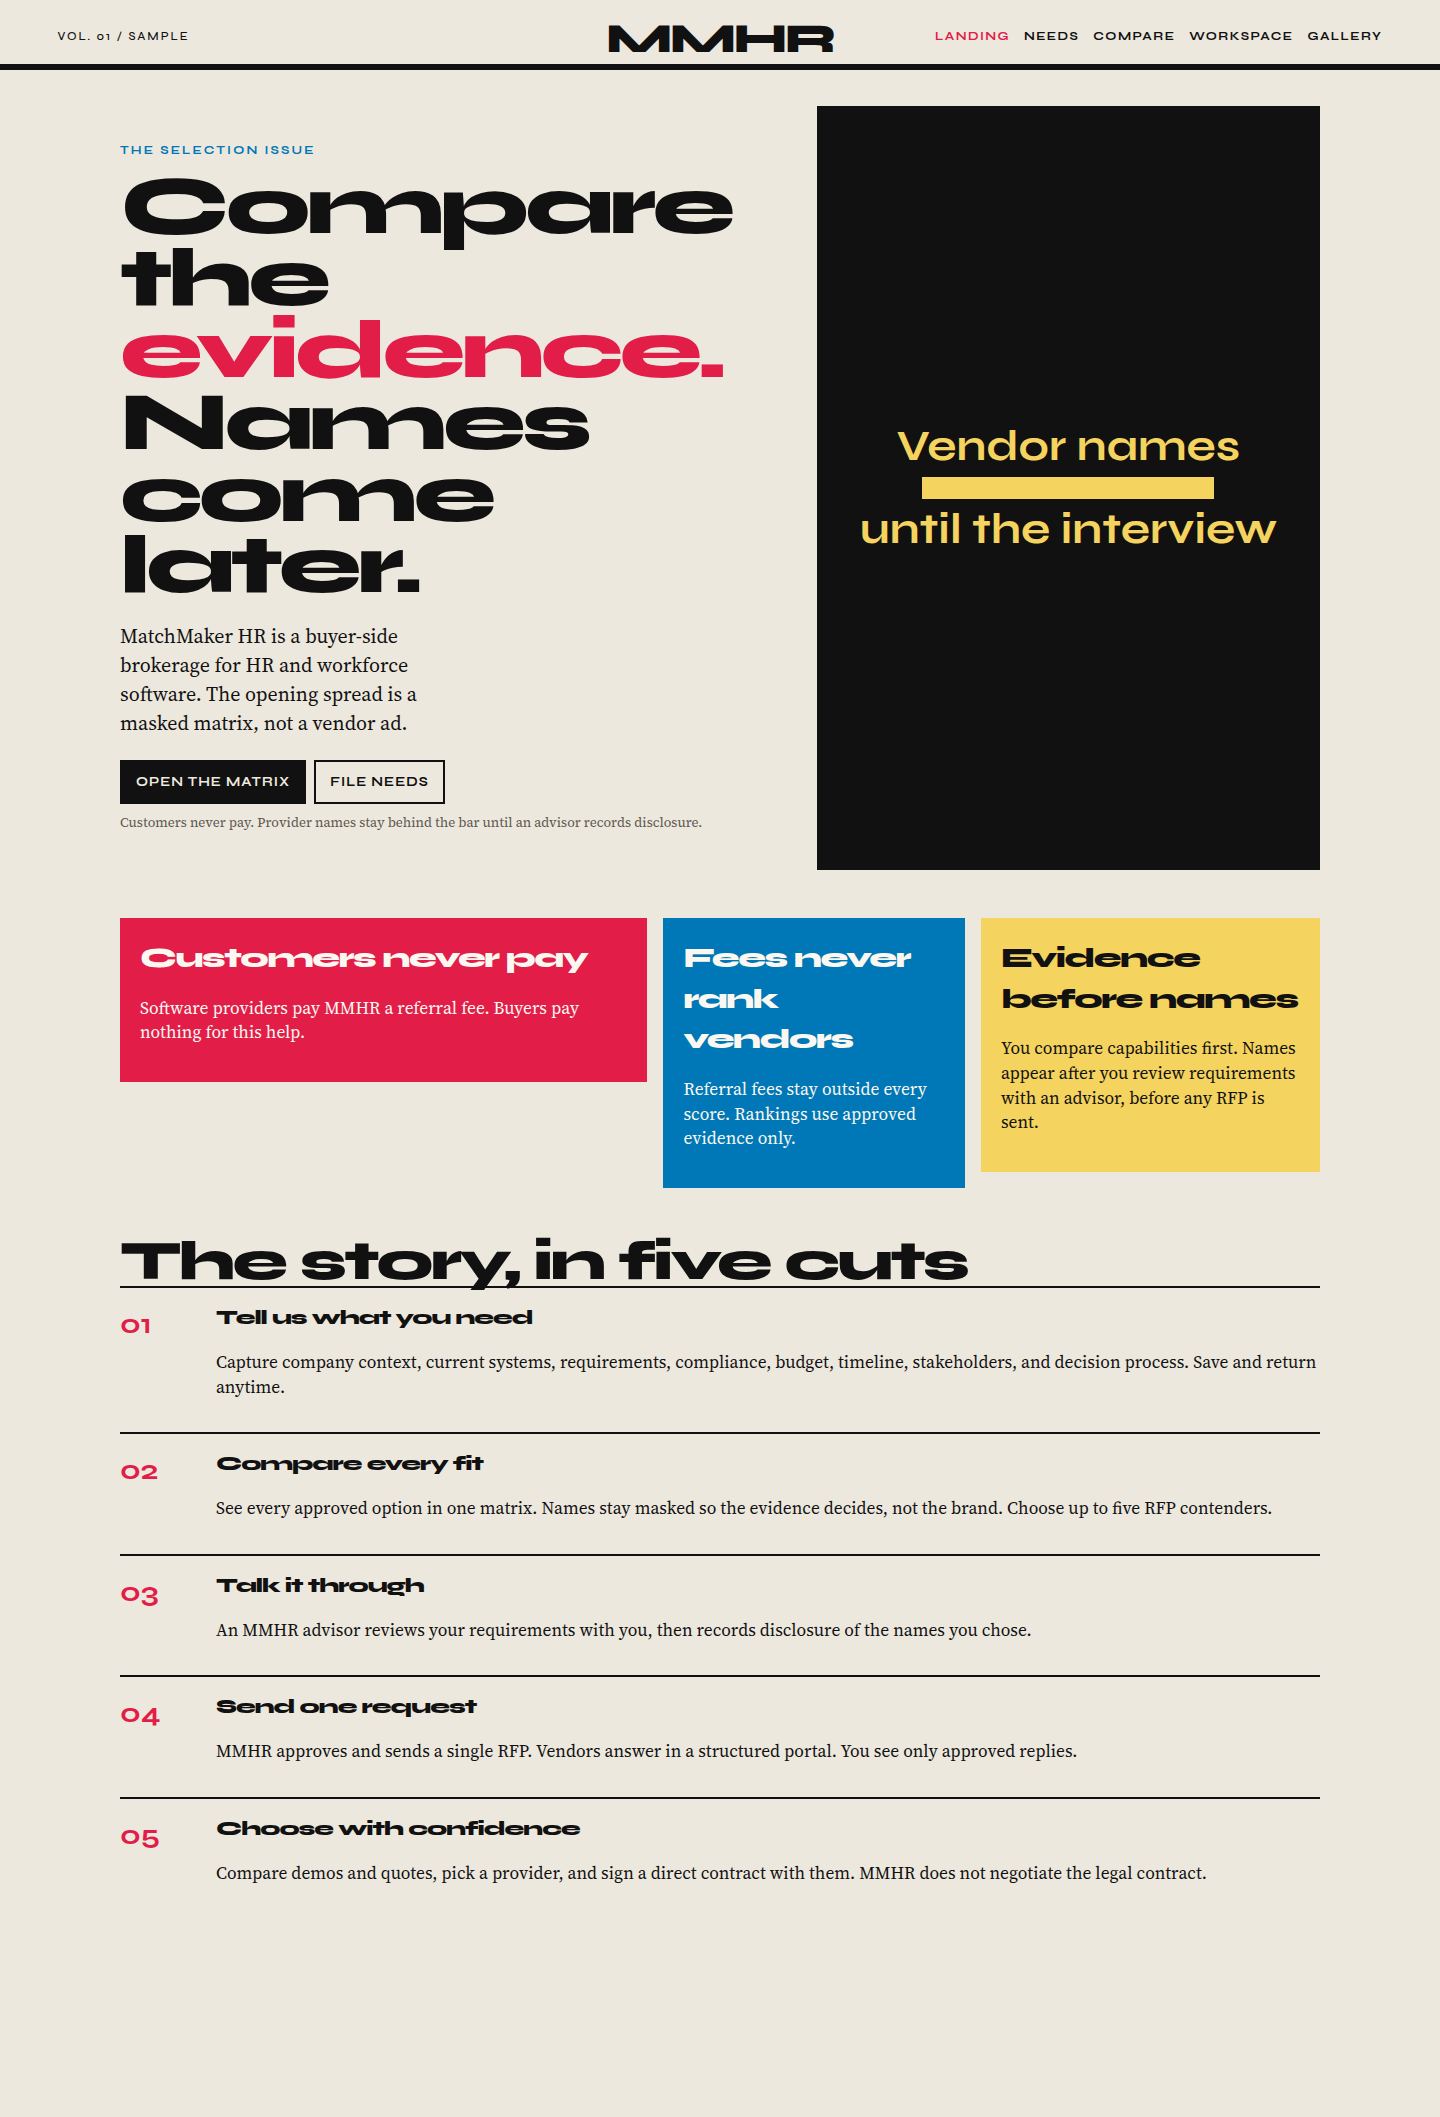 VOL. 01 / SAMPLE
MMHR
LANDING NEEDS COMPARE WORKSPACE GALLERY
THE SELECTION ISSUE
Compare
the
evidence.
Names
come
later.
MatchMaker HR is a buyer-side
brokerage for HR and workforce
software. The opening spread is a
masked matrix, not a vendor ad.
OPEN THE MATRIX
FILE NEEDS
Customers never pay. Provider names stay behind the bar until an advisor records disclosure.
Vendor names
until the interview
Customers never pay
Software providers pay MMHR a referral fee. Buyers pay
nothing for this help.
Fees never
rank
vendors
Referral fees stay outside every
score. Rankings use approved
evidence only.
Evidence
before names
You compare capabilities first. Names
appear after you review requirements
with an advisor, before any RFP is
sent.
The story, in five cuts
01
Tell us what you need
Capture company context, current systems, requirements, compliance, budget, timeline, stakeholders, and decision process. Save and return
anytime.
02
Compare every fit
See every approved option in one matrix. Names stay masked so the evidence decides, not the brand. Choose up to five RFP contenders.
03
Talk it through
An MMHR advisor reviews your requirements with you, then records disclosure of the names you chose.
04
Send one request
MMHR approves and sends a single RFP. Vendors answer in a structured portal. You see only approved replies.
05
Choose with confidence
Compare demos and quotes, pick a provider, and sign a direct contract with them. MMHR does not negotiate the legal contract.